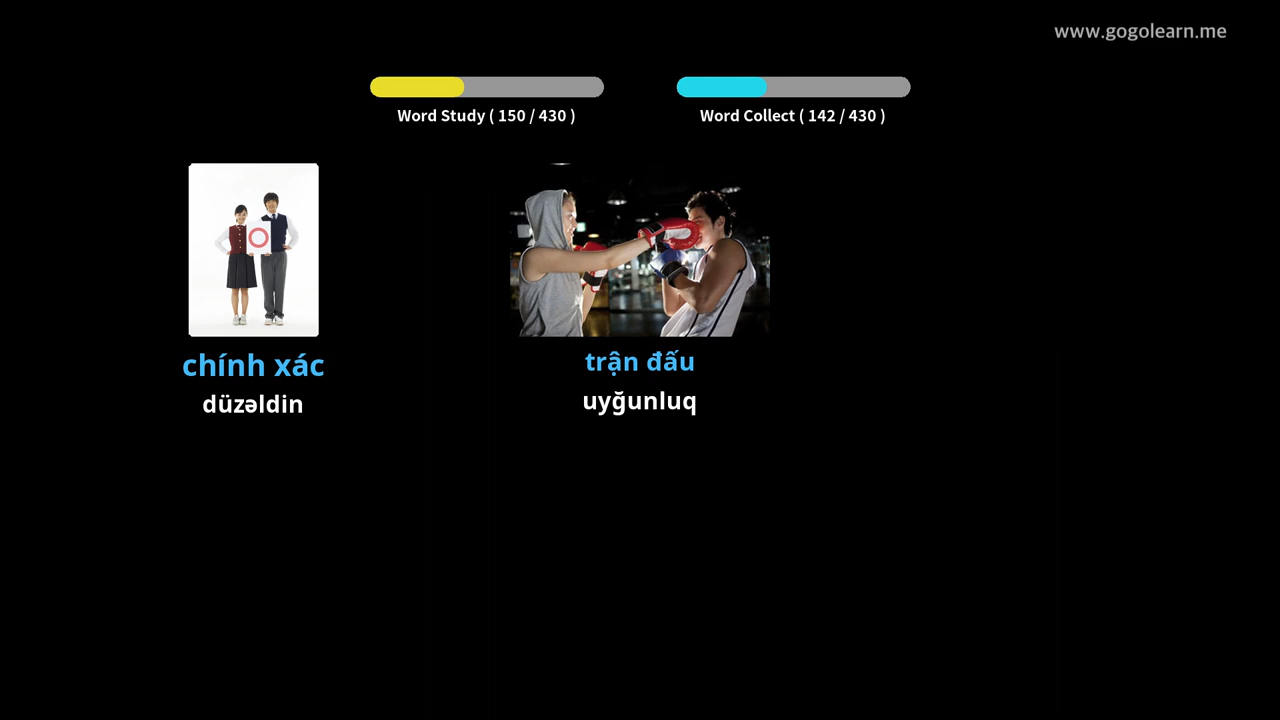 www.gogolearn.me
Word Study ( 150 / 430 )
Word Collect ( 142 / 430 )
chính xác
düzəldin
trận đấu
uyğunluq